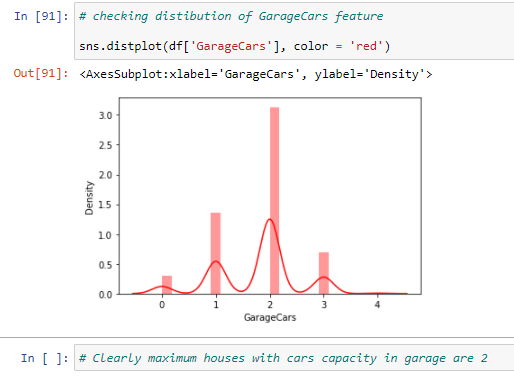 In [91]: # checking distibution of GarageCars feature
sns.distplot(df['GarageCars'], color = 'red')
Out[91]: <AxesSubplot:xlabel='GarageCars', ylabel='Density'>
3.0
2.5
2.0
1.5
1.0
0.5
0.0
Density
0 1 2 3 4
GarageCars
In [ ]: # Clearly maximum houses with cars capacity in garage are 2